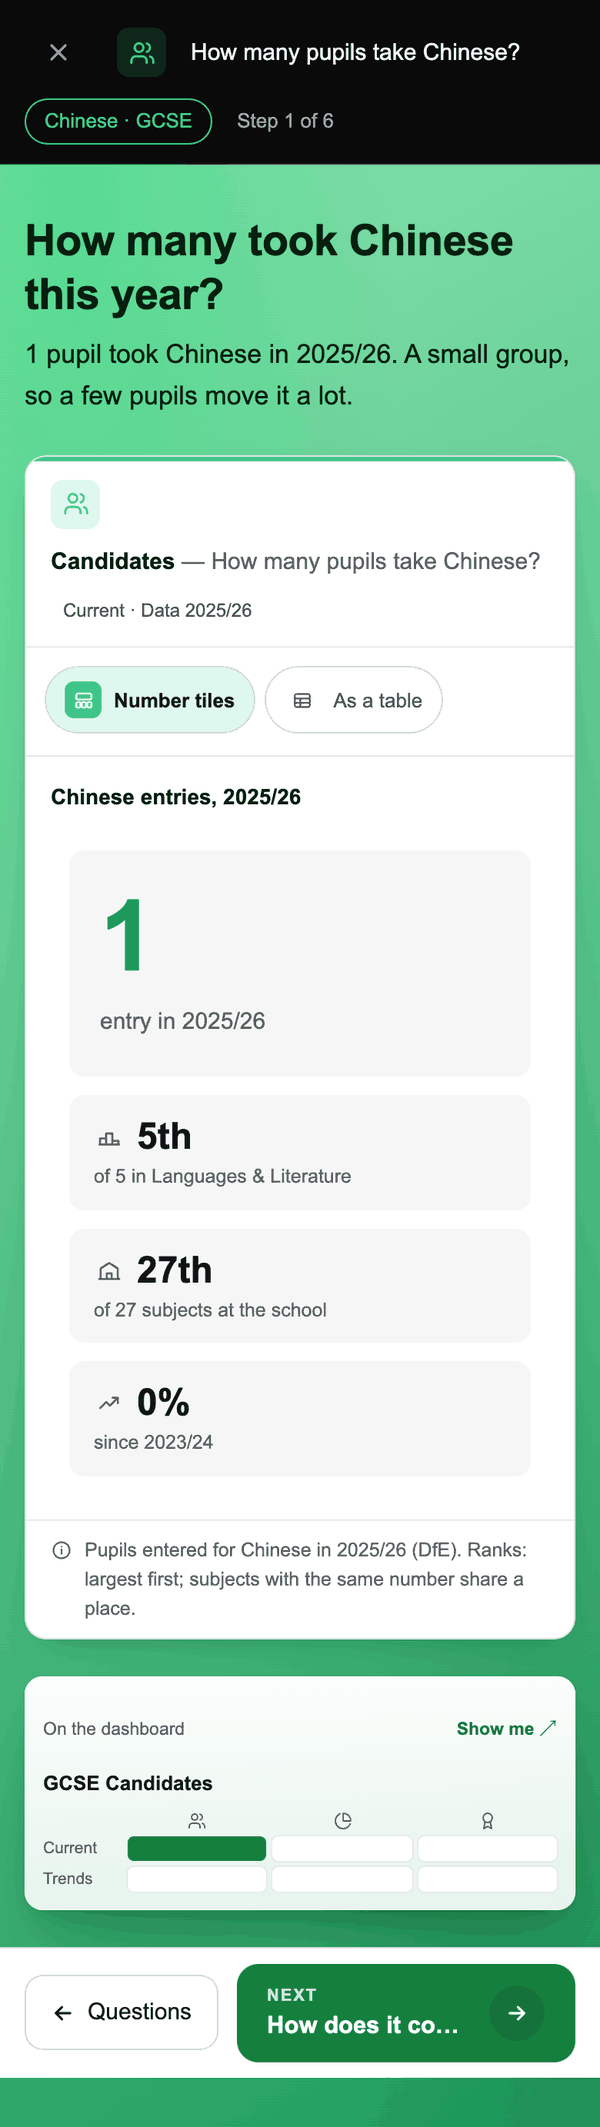 How many pupils take Chinese?
Chinese · GCSE
Step 1 of 6
How many took Chinese
this year?
1 pupil took Chinese in 2025/26. A small group,
so a few pupils move it a lot.
Candidates — How many pupils take Chinese?
Current · Data 2025/26
Number tiles
As a table
Chinese entries, 2025/26
1
entry in 2025/26
5th
of 5 in Languages & Literature
27th
of 27 subjects at the school
0%
since 2023/24
Pupils entered for Chinese in 2025/26 (DfE). Ranks:
largest first; subjects with the same number share a
place.
On the dashboard
Show me
GCSE Candidates
Current
Trends
Questions
NEXT
How does it co...